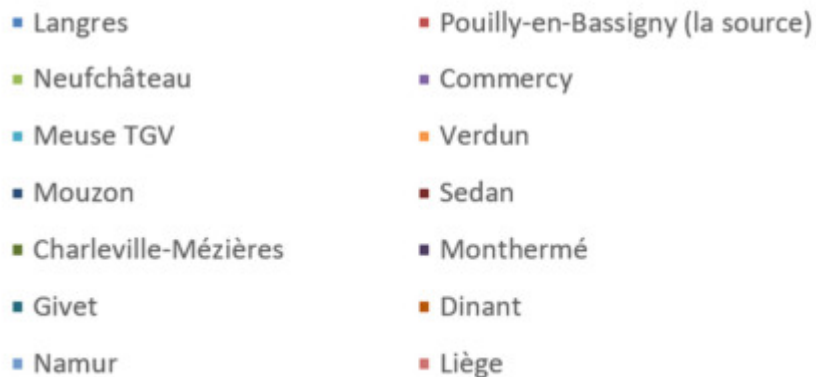 Langres
Pouilly-en-Bassigny (la source)
Neufchâteau
Commercy
Meuse TGV
Verdun
Mouzon
Sedan
Charleville-Mézières
Monthermé
Givet
Dinant
Namur
Liège